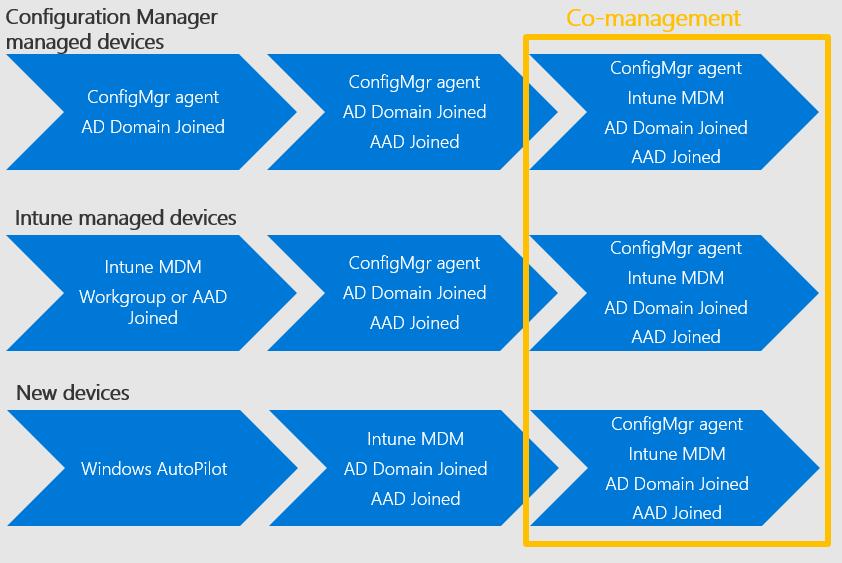 Configuration Manager
managed devices
Co-management
ConfigMgr agent
AD Domain Joined
ConfigMgr agent
AD Domain Joined
AAD Joined
ConfigMgr agent
Intune MDM
AD Domain Joined
AAD Joined
Intune managed devices
Intune MDM
Workgroup or AAD
Joined
ConfigMgr agent
AD Domain Joined
AAD Joined
ConfigMgr agent
Intune MDM
AD Domain Joined
AAD Joined
New devices
Windows AutoPilot
Intune MDM
AD Domain Joined
AAD Joined
ConfigMgr agent
Intune MDM
AD Domain Joined
AAD Joined